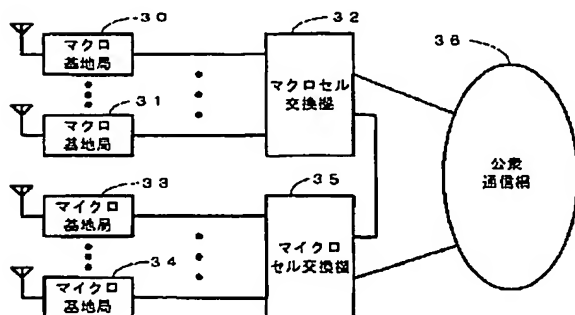 30
マクロ
基地局
31
マクロ
基地局
32
マクロセル
交換機
33
マイクロ
基地局
34
マイクロ
基地局
35
マイクロ
セル交換機
36
公衆
通信網